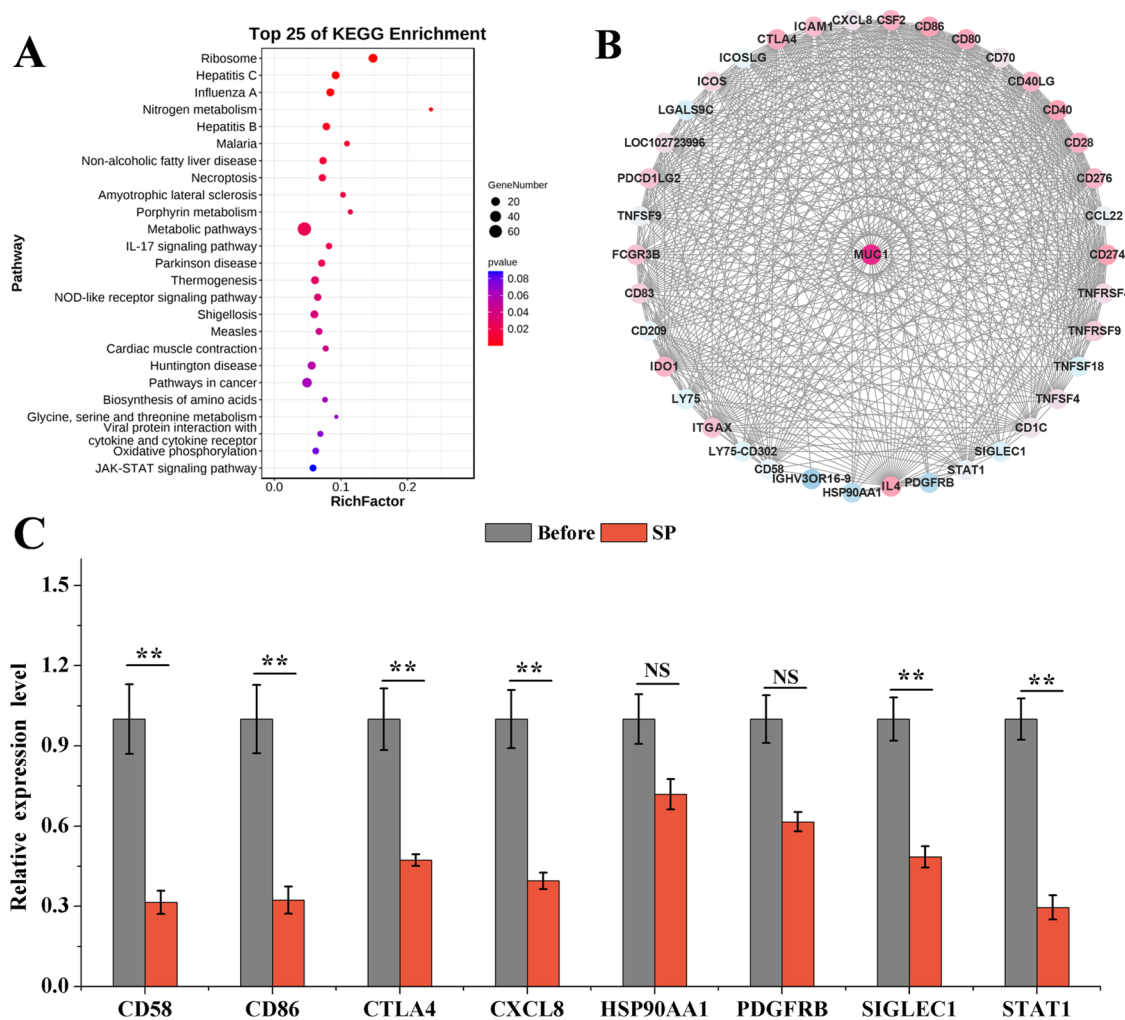 A
Top 25 of KEGG Enrichment
Pathway
Ribosome
Hepatitis C
Influenza A
Nitrogen metabolism
Hepatitis B
Malaria
Non-alcoholic fatty liver disease
Necroptosis
Amyotrophic lateral sclerosis
Porphyrin metabolism
Metabolic pathways
IL-17 signaling pathway
Parkinson disease
Thermogenesis
NOD-like receptor signaling pathway
Shigellosis
Measles
Cardiac muscle contraction
Huntington disease
Pathways in cancer
Biosynthesis of amino acids
Glycine, serine and threonine metabolism
Viral protein interaction with
cytokine and cytokine receptor
Oxidative phosphorylation
JAK-STAT signaling pathway
0.0 0.1 0.2
RichFactor
GeneNumber
20
40
60
pvalue
0.08
0.06
0.04
0.02
B
CXCL8
CSF2
CD86
CD80
CD70
CD40LG
CD40
CD28
CD276
CCL22
CD274
TNFRSF4
TNFRSF9
TNFSF18
TNFSF4
CD1C
SIGLEC1
STAT1
PDGFRB
IL4
HSP90AA1
IGHV3OR16-9
CD58
LY75-CD302
ITGAX
LY75
IDO1
CD209
CD83
FCGR3B
TNFSF9
PDCD1LG2
LOC102723996
LGALS9C
ICOS
ICOSLG
CTLA4
ICAM1
MUC1
C
Before SP
Relative expression level
1.5
1.2
0.9
0.6
0.3
0.0
** ** ** ** NS NS ** **
CD58 CD86 CTLA4 CXCL8 HSP90AA1 PDGFRB SIGLEC1 STAT1